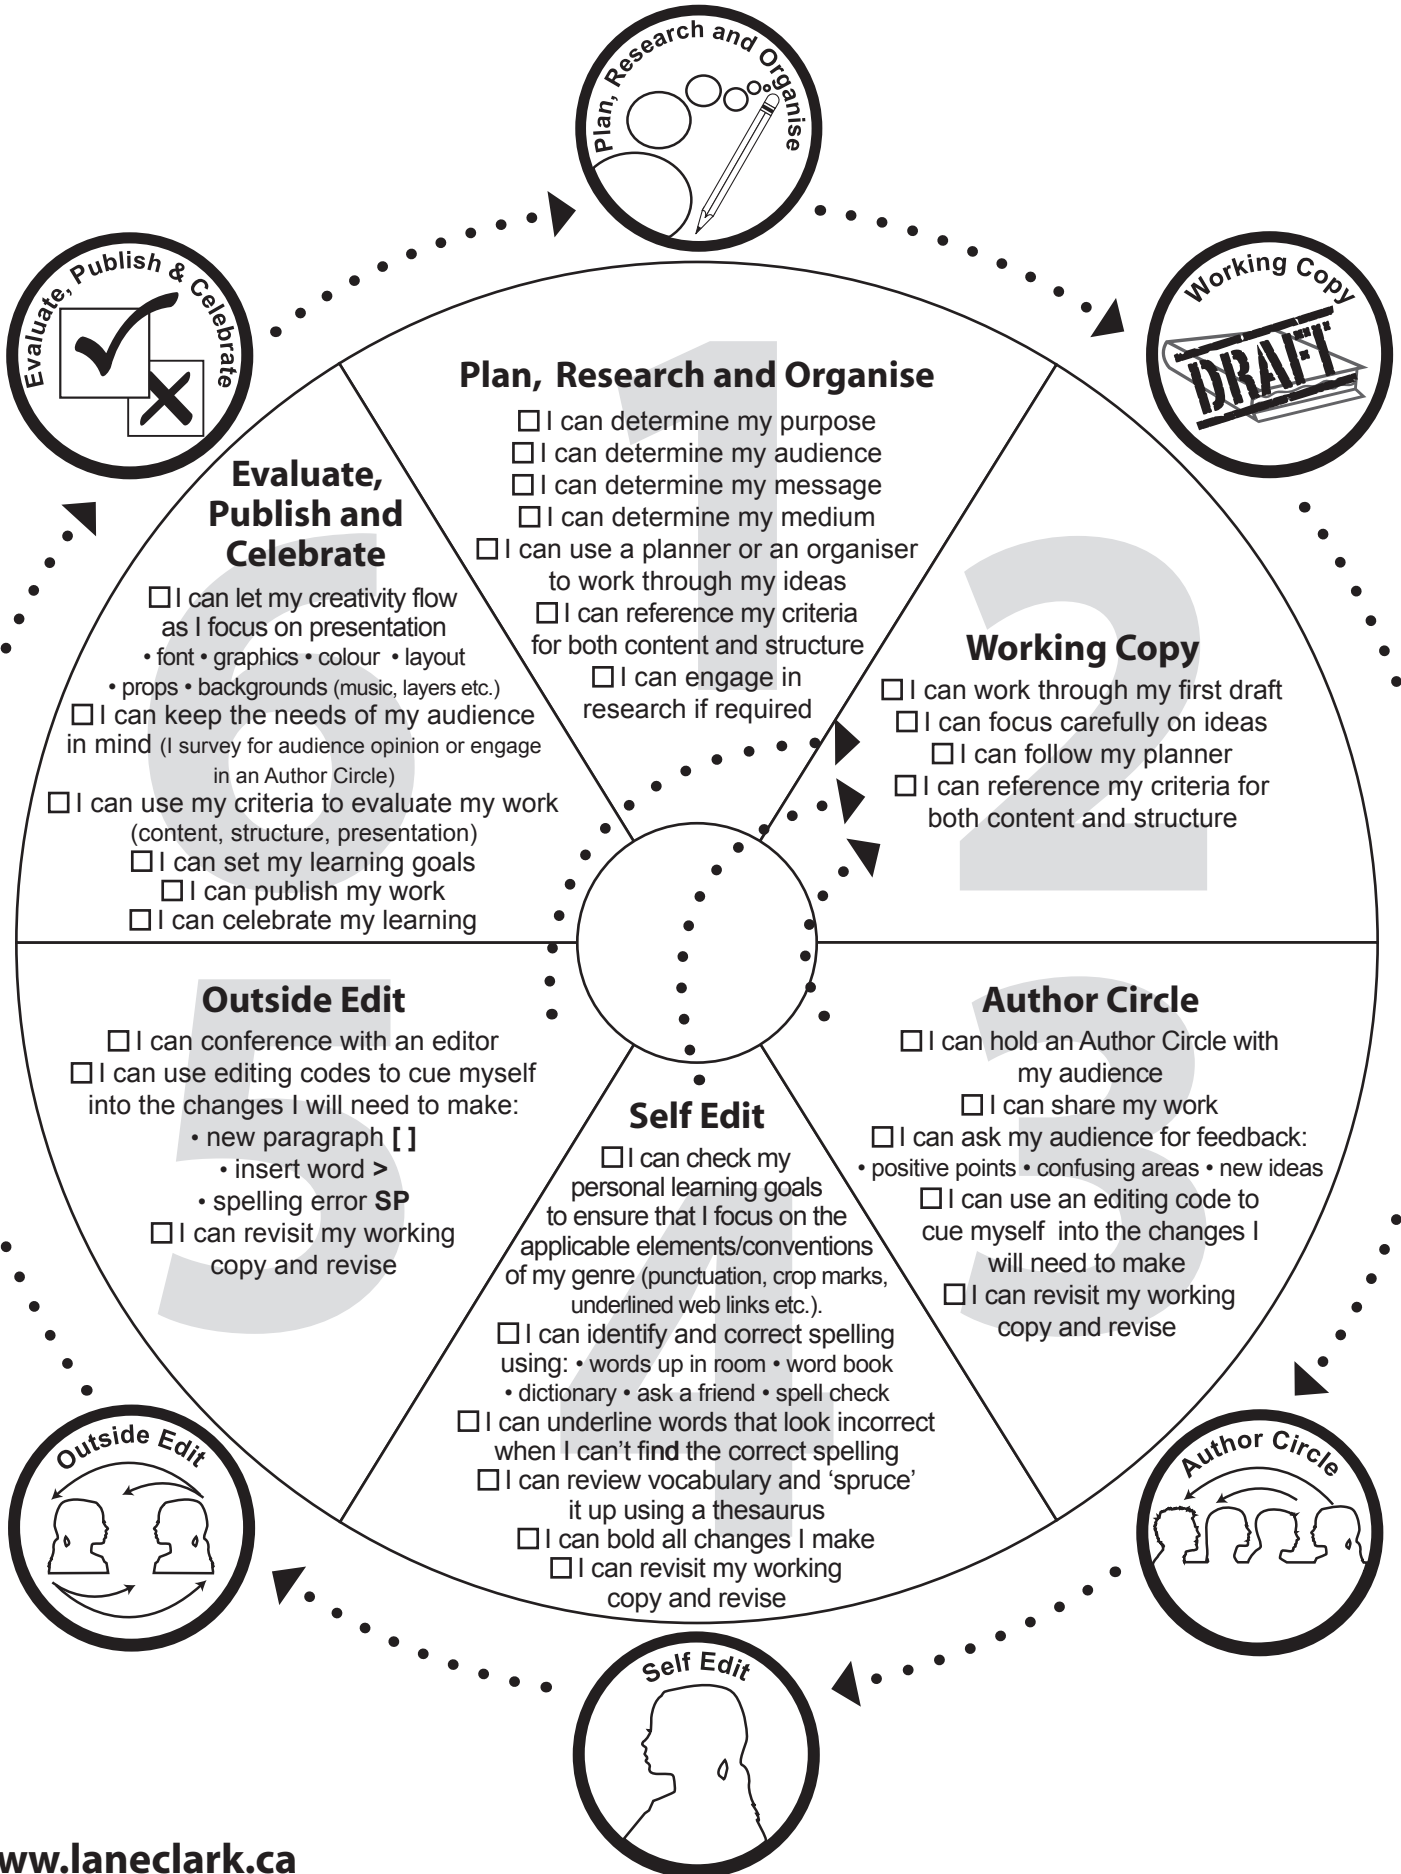 Plan, Research and Organise
Evaluate, Publish & Celebrate
Working Copy
DRAFT
1
Plan, Research and Organise
I can determine my purpose
I can determine my audience
I can determine my message
I can determine my medium
I can use a planner or an organiser
to work through my ideas
I can reference my criteria
for both content and structure
I can engage in
research if required
2
Working Copy
I can work through my first draft
I can focus carefully on ideas
I can follow my planner
I can reference my criteria for
both content and structure
3
Author Circle
I can hold an Author Circle with
my audience
I can share my work
I can ask my audience for feedback:
• positive points • confusing areas • new ideas
I can use an editing code to
cue myself into the changes I
will need to make
I can revisit my working
copy and revise
4
Self Edit
I can check my
personal learning goals
to ensure that I focus on the
applicable elements/conventions
of my genre (punctuation, crop marks,
underlined web links etc.).
I can identify and correct spelling
using: • words up in room • word book
• dictionary • ask a friend • spell check
I can underline words that look incorrect
when I can't find the correct spelling
I can review vocabulary and ‘spruce’
it up using a thesaurus
I can bold all changes I make
I can revisit my working
copy and revise
5
Outside Edit
I can conference with an editor
I can use editing codes to cue myself
into the changes I will need to make:
• new paragraph [ ]
• insert word >
• spelling error SP
I can revisit my working
copy and revise
6
Evaluate,
Publish and
Celebrate
I can let my creativity flow
as I focus on presentation
• font • graphics • colour • layout
• props • backgrounds (music, layers etc.)
I can keep the needs of my audience
in mind (I survey for audience opinion or engage
in an Author Circle)
I can use my criteria to evaluate my work
(content, structure, presentation)
I can set my learning goals
I can publish my work
I can celebrate my learning
Outside Edit
Author Circle
Self Edit
ww.laneclark.ca